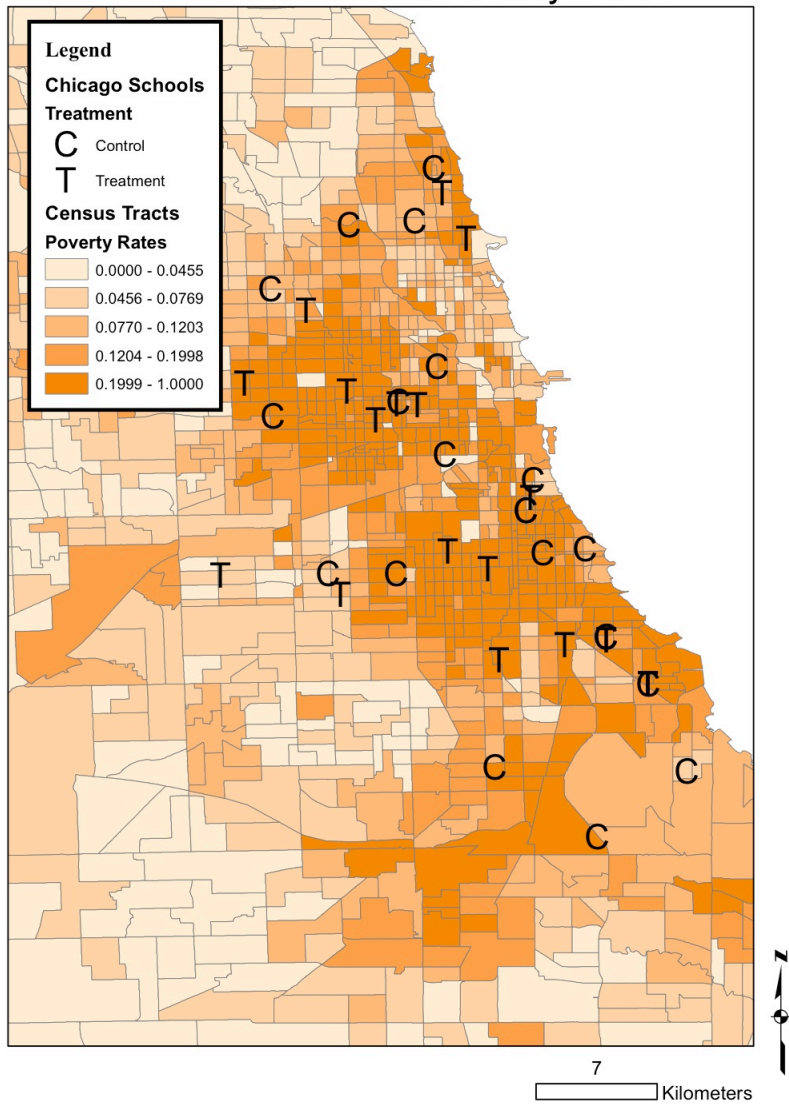 Legend
Chicago Schools
Treatment
C Control
T Treatment
Census Tracts
Poverty Rates
0.0000 - 0.0455
0.0456 - 0.0769
0.0770 - 0.1203
0.1204 - 0.1998
0.1999 - 1.0000
C
T
C C
T
C
T
C
T T
T C T
C T
C
C
T
C
T C C
T C C T
T
T C T
T
T C
C C
C
N
7
Kilometers